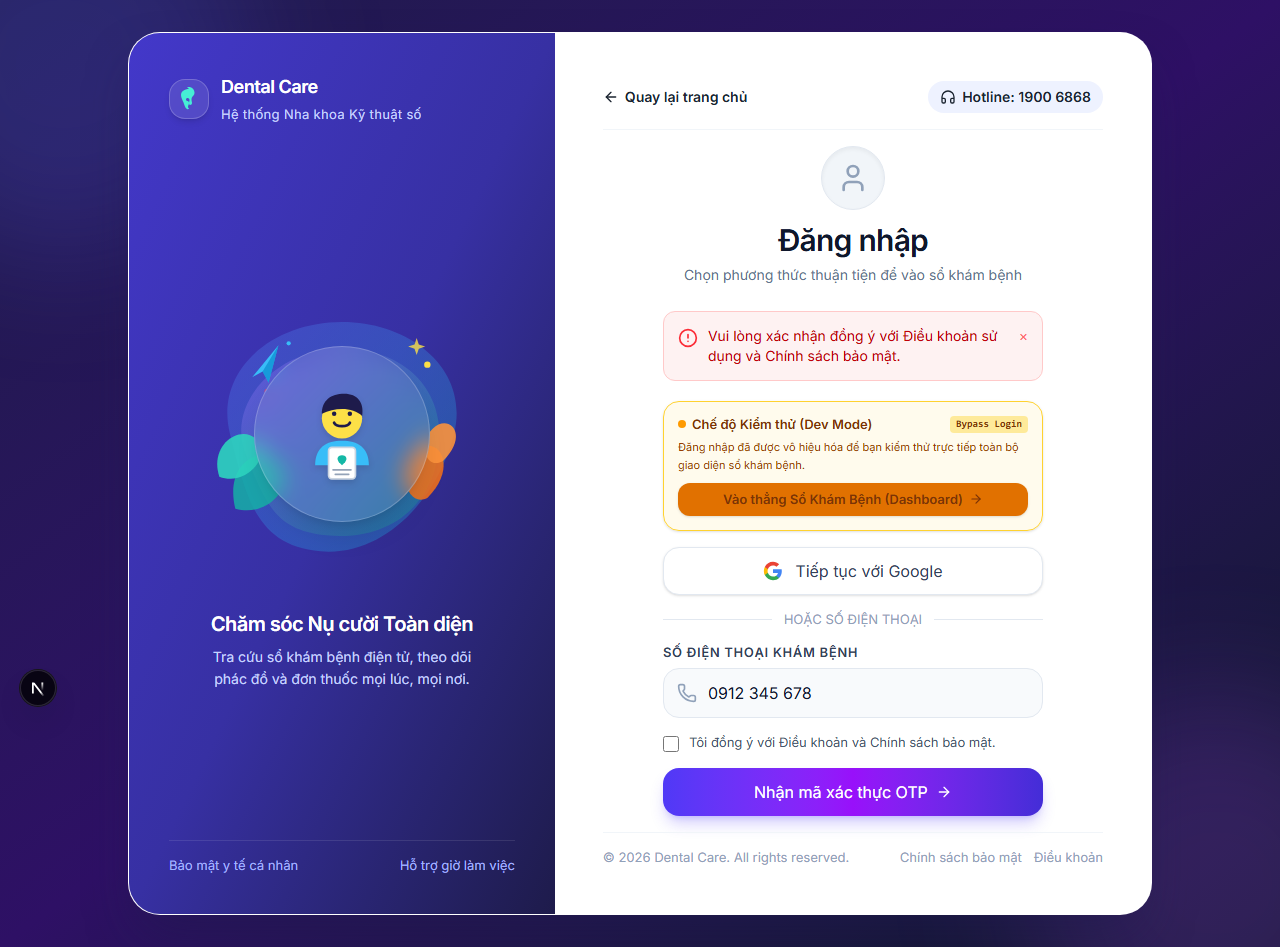 Dental Care
Hệ thống Nha khoa Kỹ thuật số
Chăm sóc Nụ cười Toàn diện
Tra cứu sổ khám bệnh điện tử, theo dõi
phác đồ và đơn thuốc mọi lúc, mọi nơi.
Bảo mật y tế cá nhân
Hỗ trợ giờ làm việc
Quay lại trang chủ
Hotline: 1900 6868
Đăng nhập
Chọn phương thức thuận tiện để vào sổ khám bệnh
Vui lòng xác nhận đồng ý với Điều khoản sử
dụng và Chính sách bảo mật.
Chế độ Kiểm thử (Dev Mode)
Bypass Login
Đăng nhập đã được vô hiệu hóa để bạn kiểm thử trực tiếp toàn bộ
giao diện sổ khám bệnh.
Vào thẳng Sổ Khám Bệnh (Dashboard)
Tiếp tục với Google
HOẶC SỐ ĐIỆN THOẠI
SỐ ĐIỆN THOẠI KHÁM BỆNH
0912 345 678
Tôi đồng ý với Điều khoản và Chính sách bảo mật.
Nhận mã xác thực OTP
© 2026 Dental Care. All rights reserved.
Chính sách bảo mật
Điều khoản